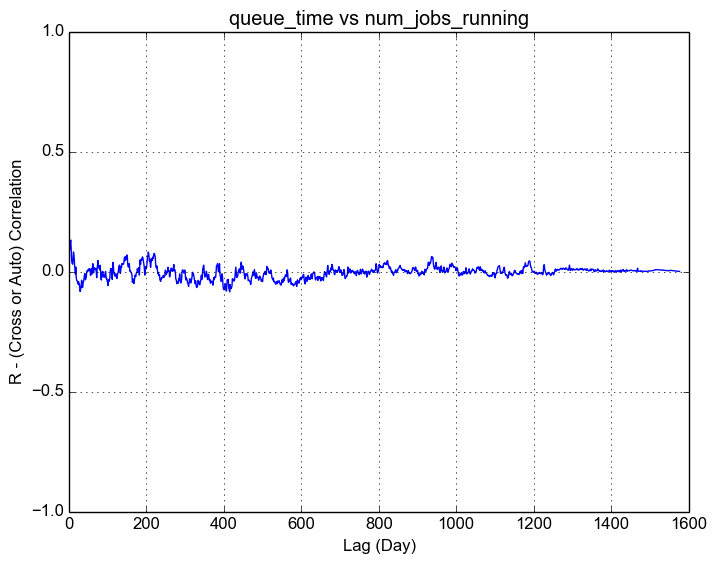 queue_time vs num_jobs_running
1.0
0.5
0.0
−0.5
−1.0
R - (Cross or Auto) Correlation
0 200 400 600 800 1000 1200 1400 1600
Lag (Day)